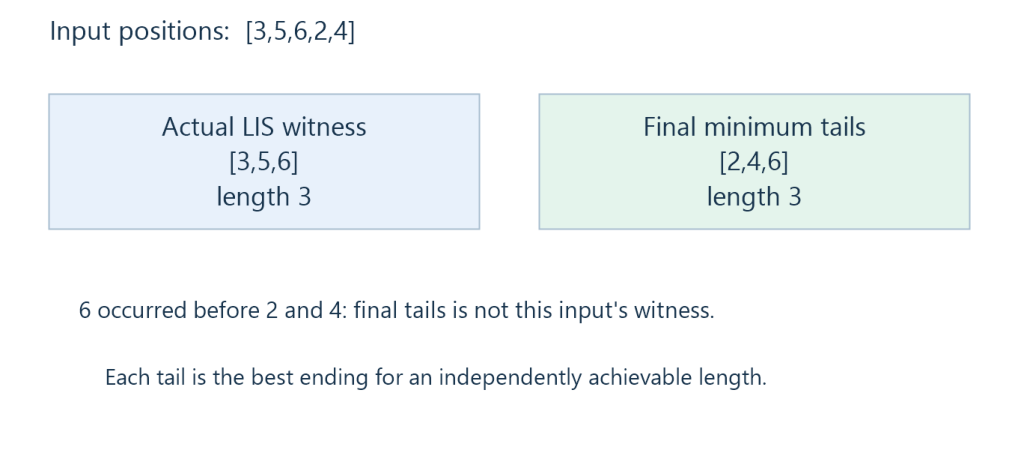 Input positions:  [3,5,6,2,4]
Actual LIS witness
[3,5,6]
length 3
Final minimum tails
[2,4,6]
length 3
6 occurred before 2 and 4: final tails is not this input's witness.
Each tail is the best ending for an independently achievable length.